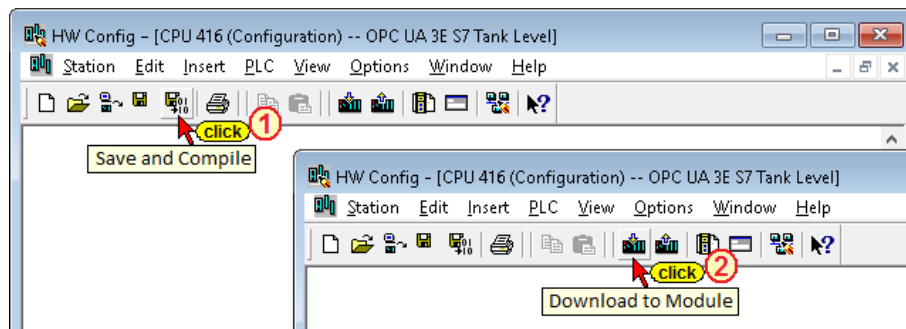 HW Config - [CPU 416 (Configuration) -- OPC UA 3E S7 Tank Level]
Station Edit Insert PLC View Options Window Help
click 1
Save and Compile
HW Config - [CPU 416 (Configuration) -- OPC UA 3E S7 Tank Level]
Station Edit Insert PLC View Options Window Help
click 2
Download to Module